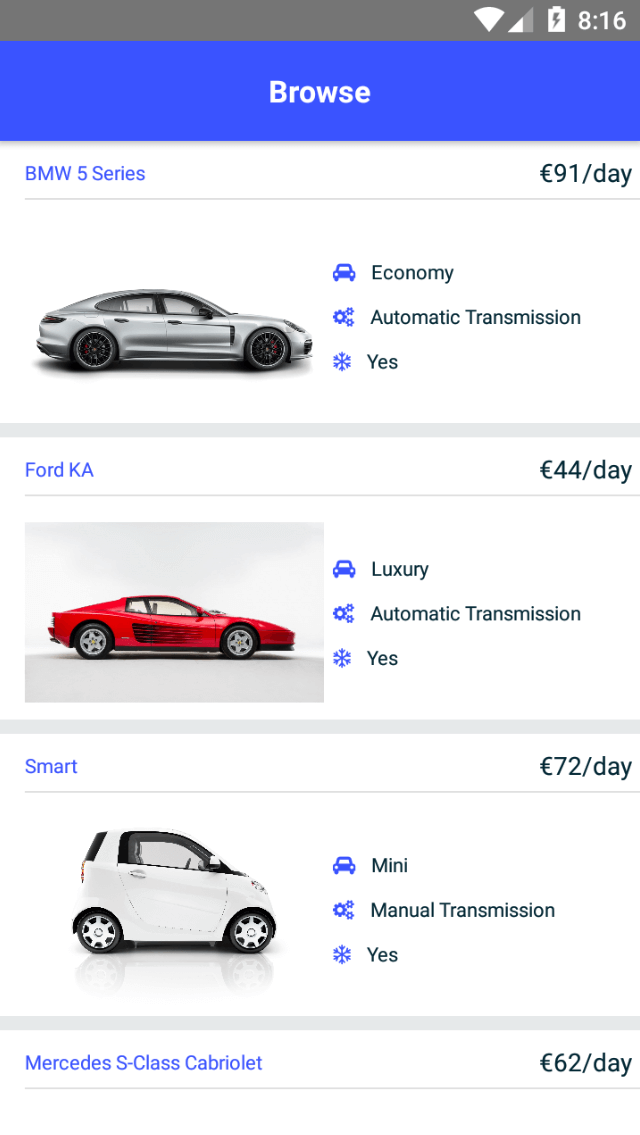 8:16
Browse
BMW 5 Series €91/day
Economy
Automatic Transmission
Yes
Ford KA €44/day
Luxury
Automatic Transmission
Yes
Smart €72/day
Mini
Manual Transmission
Yes
Mercedes S-Class Cabriolet €62/day